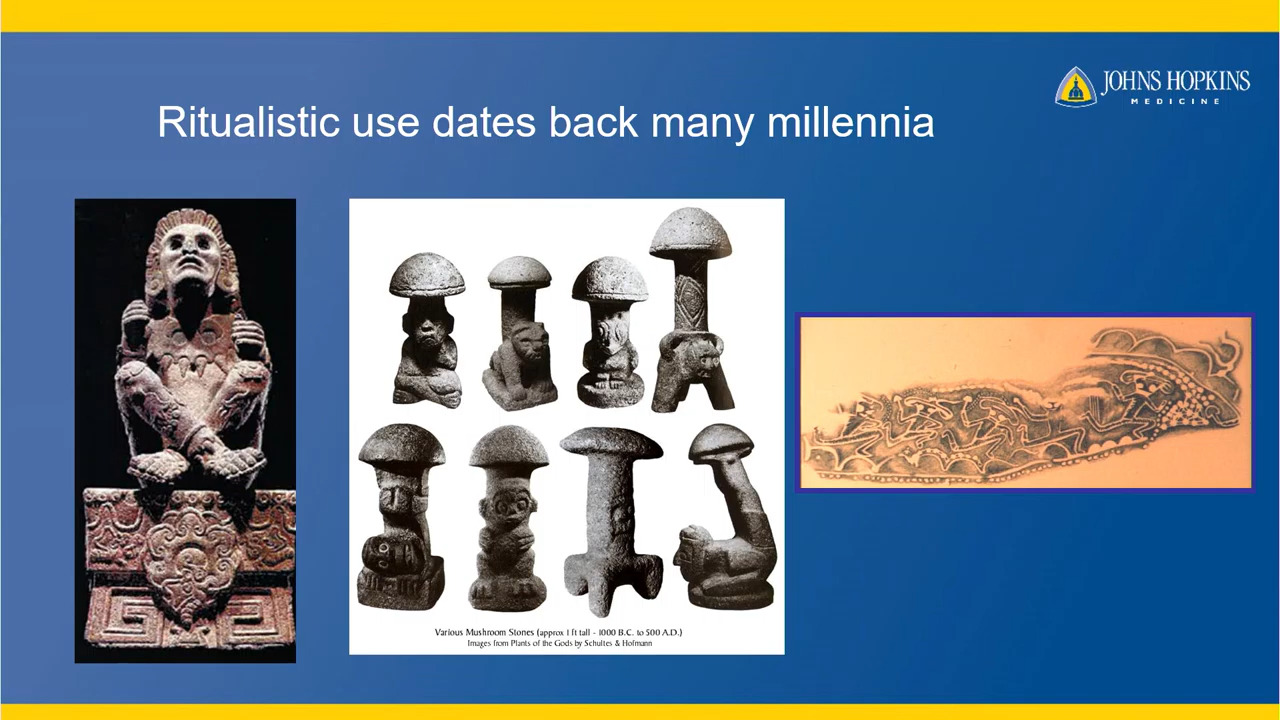 JOHNS HOPKINS
MEDICINE
Ritualistic use dates back many millennia
Various Mushroom Stones (approx 1 ft tall - 1000 B.C. to 500 A.D.)
Images from Plants of the Gods by Schultes & Hofmann